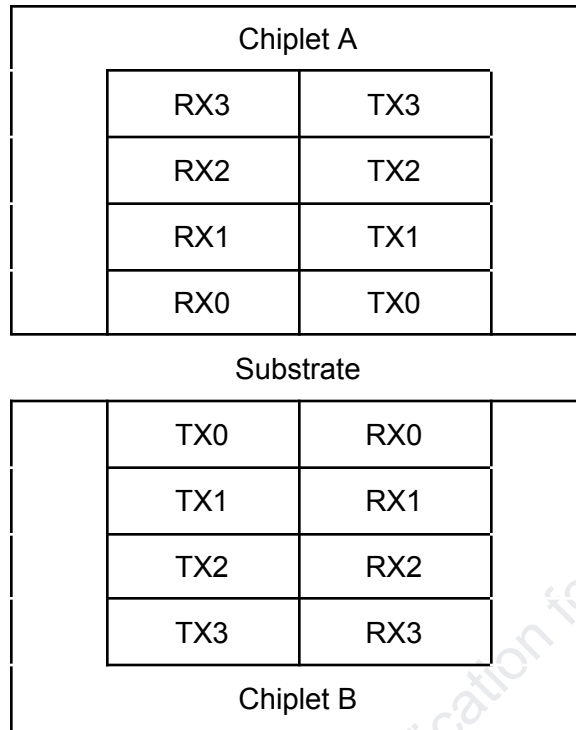 Chiplet A
RX3 TX3
RX2 TX2
RX1 TX1
RX0 TX0
Substrate
TX0 RX0
TX1 RX1
TX2 RX2
TX3 RX3
Chiplet B